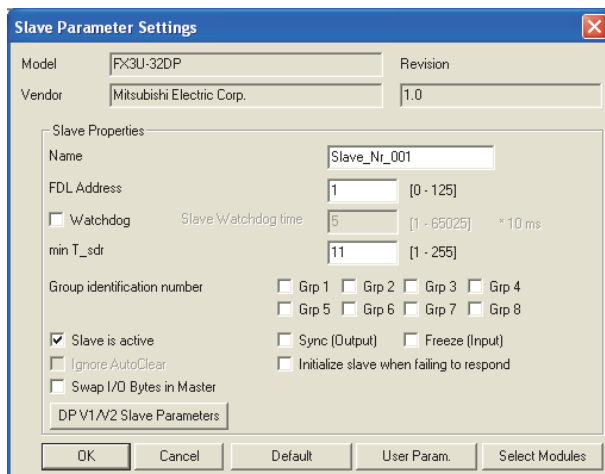 Slave Parameter Settings
Model FX3U-32DP Revision
Vendor Mitsubishi Electric Corp. 1.0
Slave Properties
Name Slave_Nr_001
FDL Address 1 [0 - 125]
Watchdog Slave Watchdog time 5 [1 - 65025] * 10 ms
min T_sdr 11 [1 - 255]
Group identification number Grp 1 Grp 2 Grp 3 Grp 4
Grp 5 Grp 6 Grp 7 Grp 8
Slave is active Sync (Output) Freeze (Input)
Ignore AutoClear Initialize slave when failing to respond
Swap I/O Bytes in Master
DP V1/V2 Slave Parameters
OK Cancel Default User Param. Select Modules